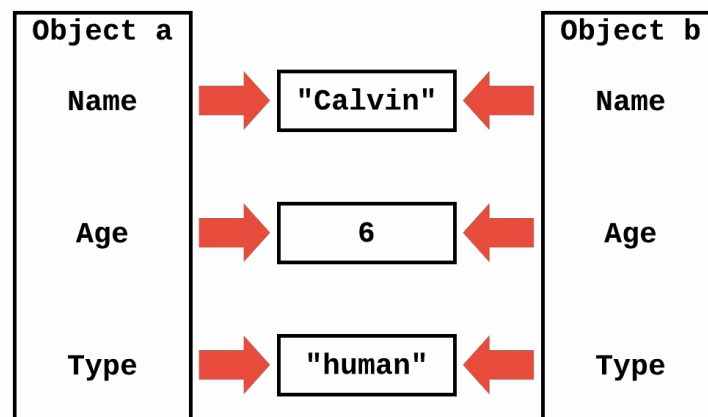 Object a Object b
Name "Calvin" Name
Age 6 Age
Type "human" Type